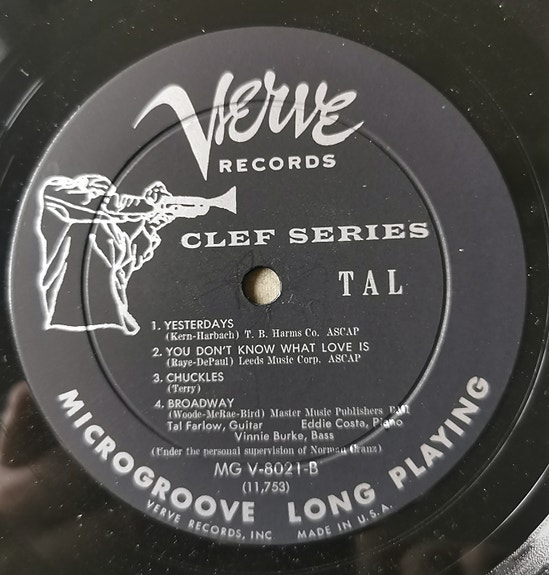 Verve
RECORDS
CLEF SERIES
TAL
1. YESTERDAYS
(Kern-Harbach) T. B. Harms Co. ASCAP
2. YOU DON'T KNOW WHAT LOVE IS
(Raye-DePaul) Leeds Music Corp. ASCAP
3. CHUCKLES
(Terry)
4. BROADWAY
(Woode-McRae-Bird) Master Music Publishers
Tal Farlow, Guitar Eddie Costa, Piano
Vinnie Burke, Bass
(Under the personal supervision of Norman Granz)
MG V-8021-B
(11,753)
MICROGROOVE LONG PLAYING
VERVE RECORDS, INC MADE IN U.S.A.